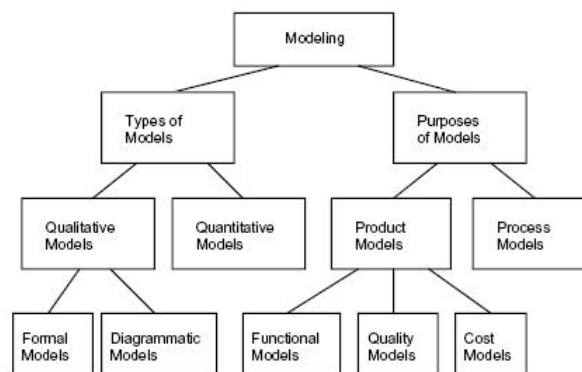 Modeling
Types of
Models
Purposes
of Models
Qualitative
Models
Quantitative
Models
Product
Models
Process
Models
Formal
Models
Diagrammatic
Models
Functional
Models
Quality
Models
Cost
Models